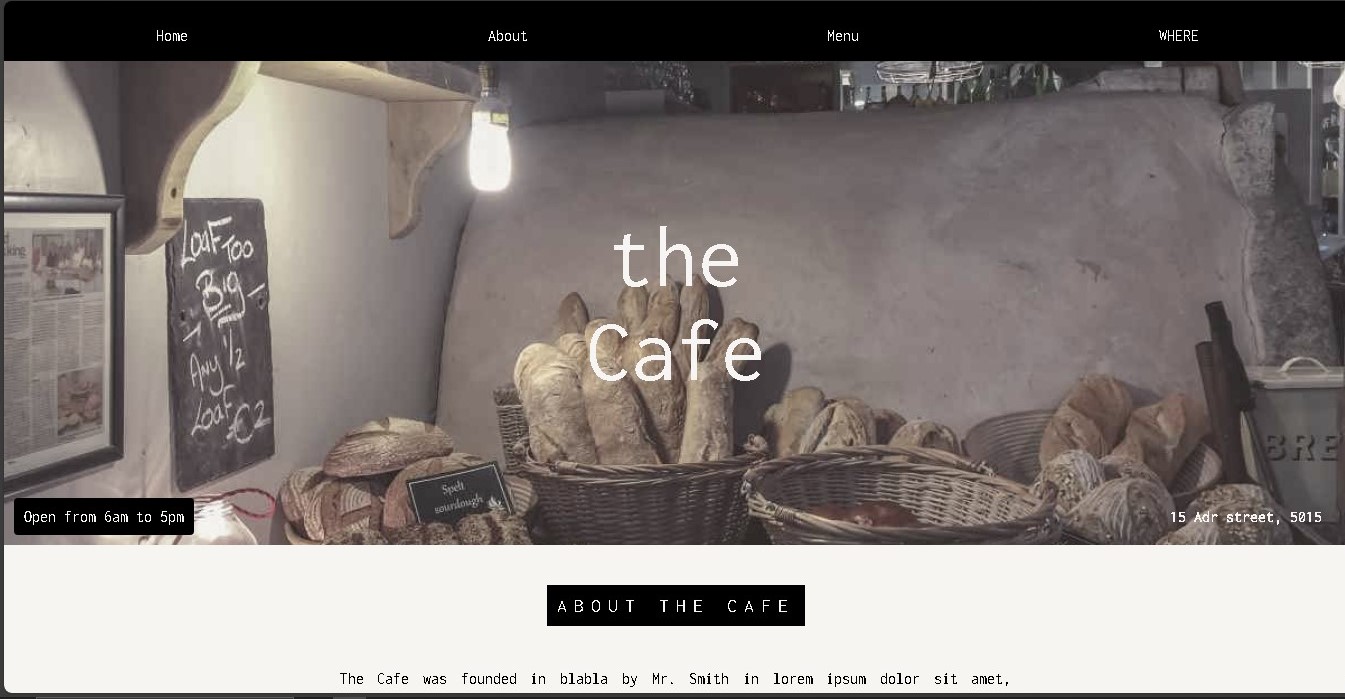 Home
About
Menu
WHERE
LOAF TOO
BIG
ANY 1/2
LOAF
€2
the
Cafe
Spelt
sourdough
BRE
Open from 6am to 5pm
15 Adr street, 5015
ABOUT THE CAFE
The Cafe was founded in blabla by Mr. Smith in lorem ipsum dolor sit amet,